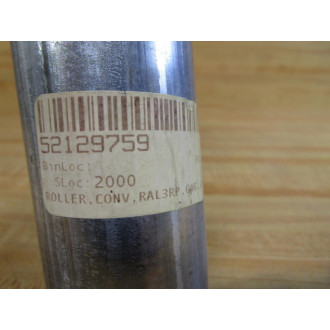 52129759
BinLoc:
SLoc: 2000
ROLLER, CONV, RAL3RP,